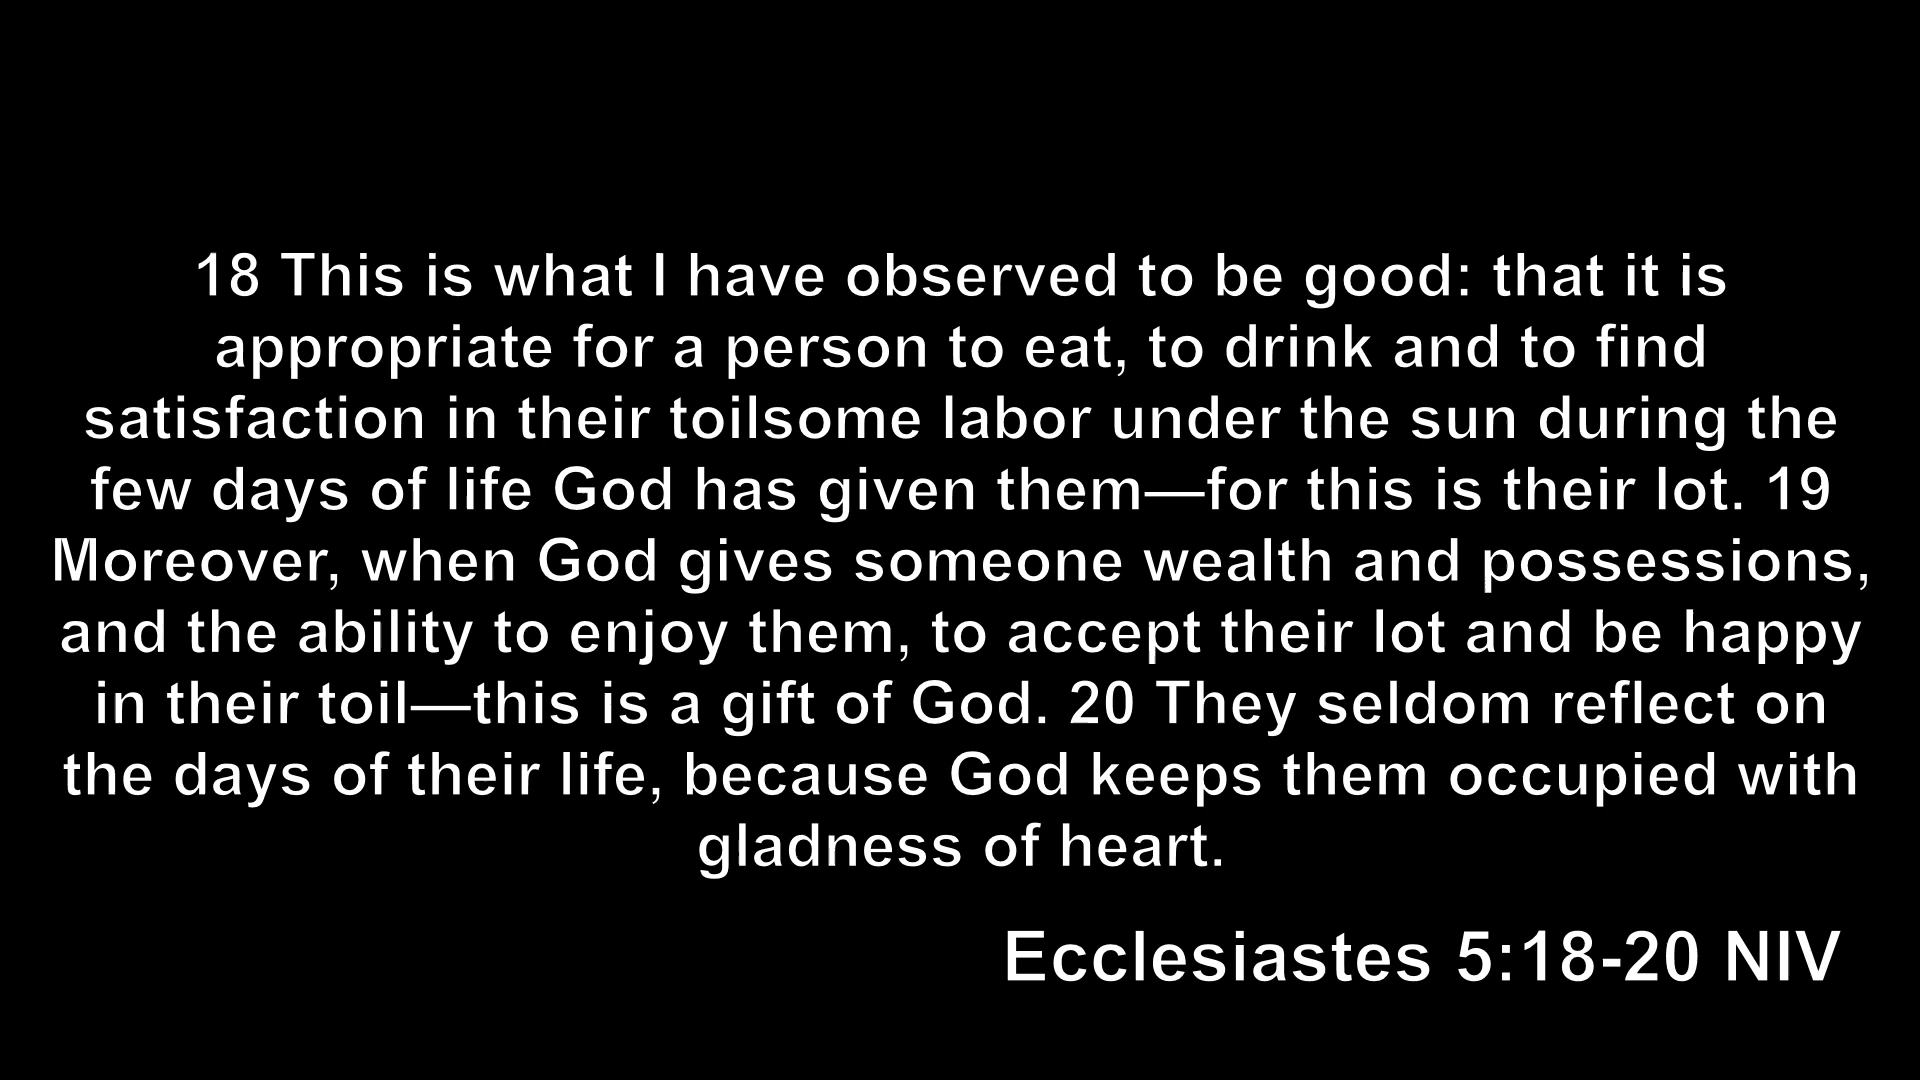 18 This is what I have observed to be good: that it is
appropriate for a person to eat, to drink and to find
satisfaction in their toilsome labor under the sun during the
few days of life God has given them—for this is their lot. 19
Moreover, when God gives someone wealth and possessions,
and the ability to enjoy them, to accept their lot and be happy
in their toil—this is a gift of God. 20 They seldom reflect on
the days of their life, because God keeps them occupied with
gladness of heart.
Ecclesiastes 5:18-20 NIV